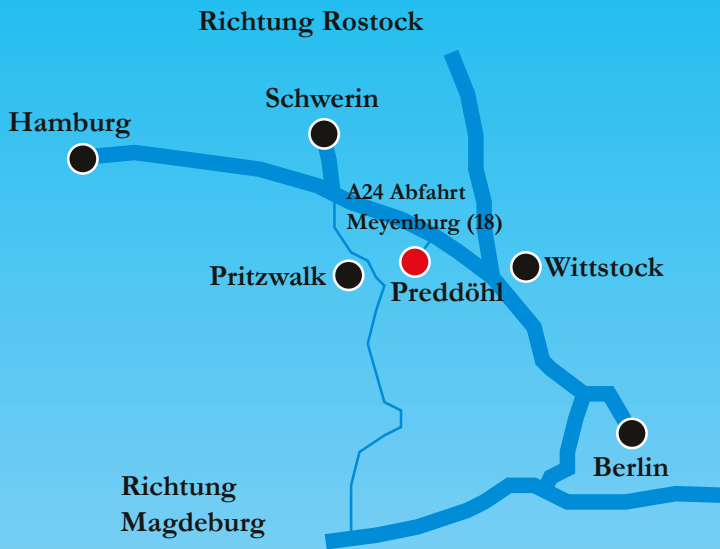 Richtung Rostock
Schwerin
Hamburg
A24 Abfahrt
Meyenburg (18)
Pritzwalk
Preddöhl
Wittstock
Berlin
Richtung
Magdeburg